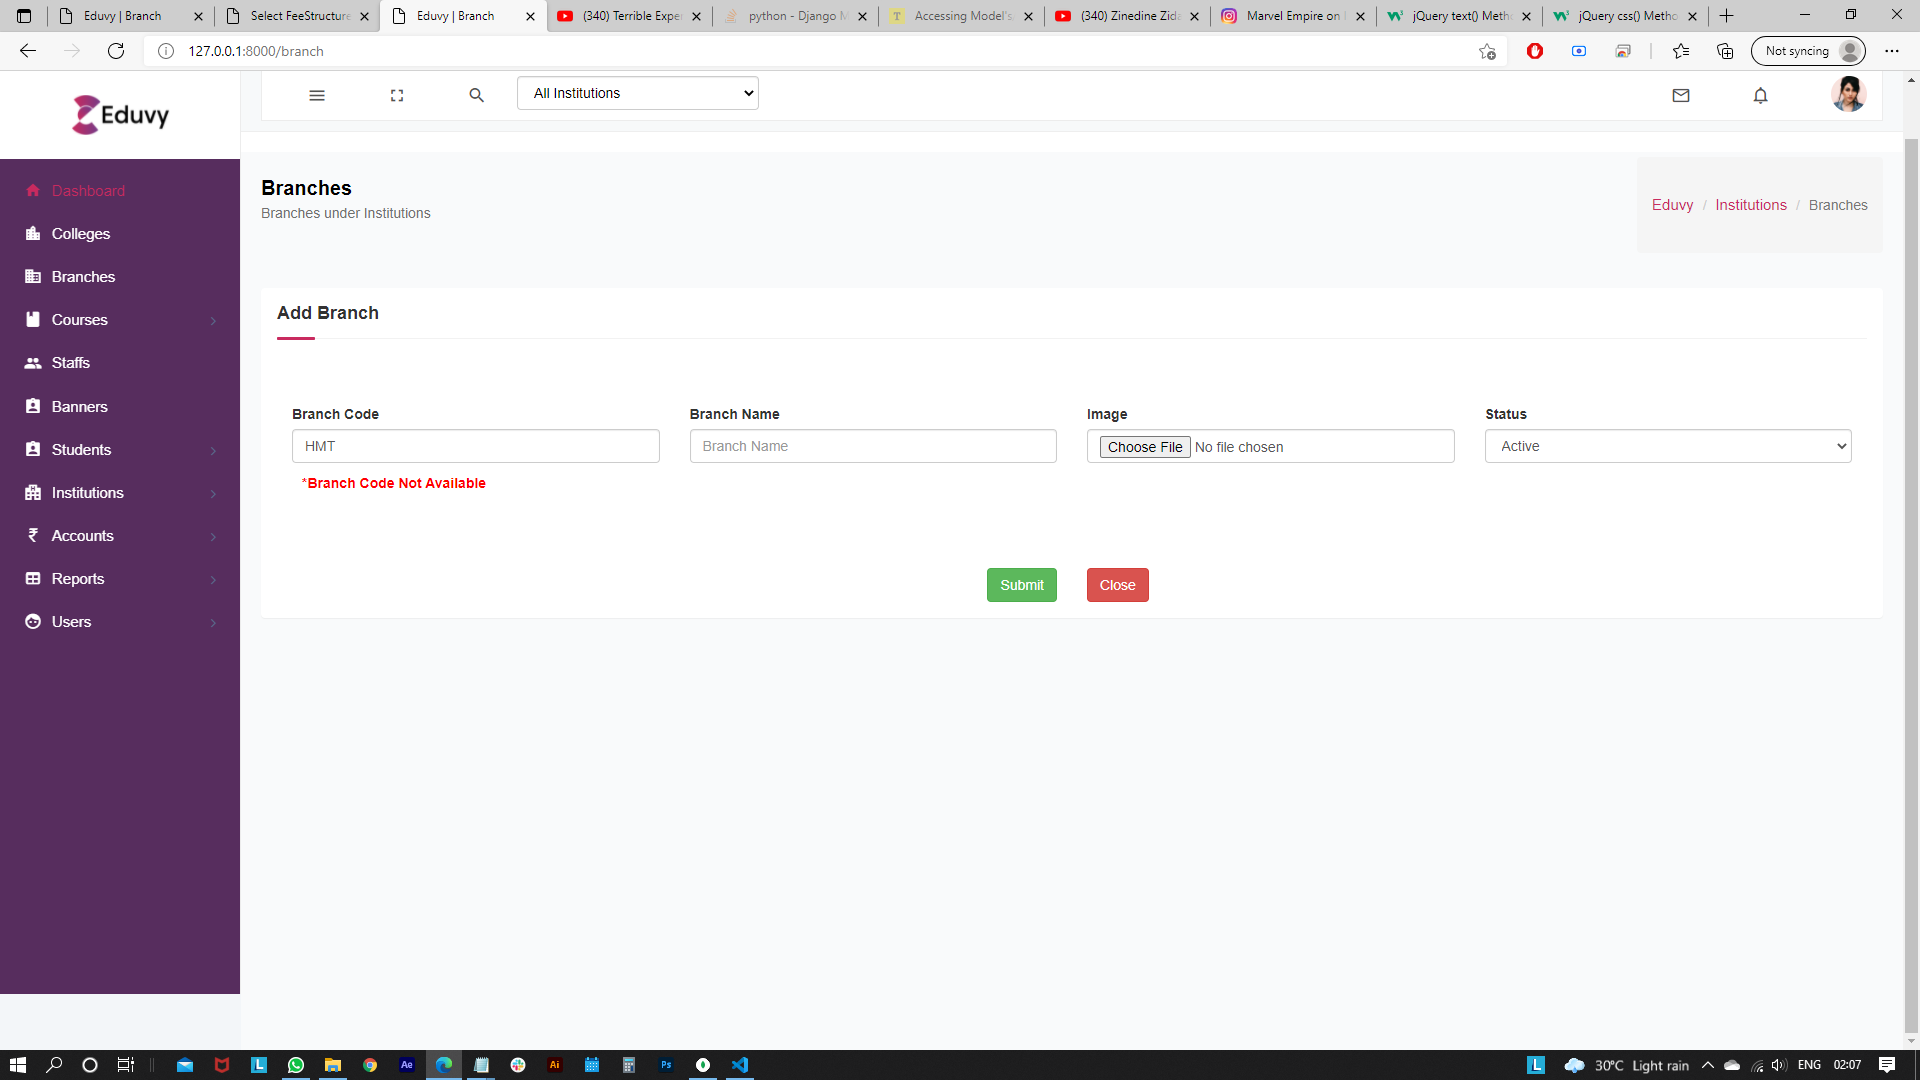 Eduvy | Branch
Select FeeStructure
Eduvy | Branch
(340) Terrible Exper
python - Django M
Accessing Model's
(340) Zinedine Zida
Marvel Empire on
jQuery text() Meth
jQuery css() Metho
127.0.0.1:8000/branch
Not syncing
Eduvy
All Institutions
Dashboard
Colleges
Branches
Courses
Staffs
Banners
Students
Institutions
Accounts
Reports
Users
Branches
Branches under Institutions
Eduvy / Institutions / Branches
Add Branch
Branch Code
Branch Name
Image
Status
HMT
Branch Name
Choose File No file chosen
Active
*Branch Code Not Available
Submit
Close
30°C Light rain
ENG
02:07